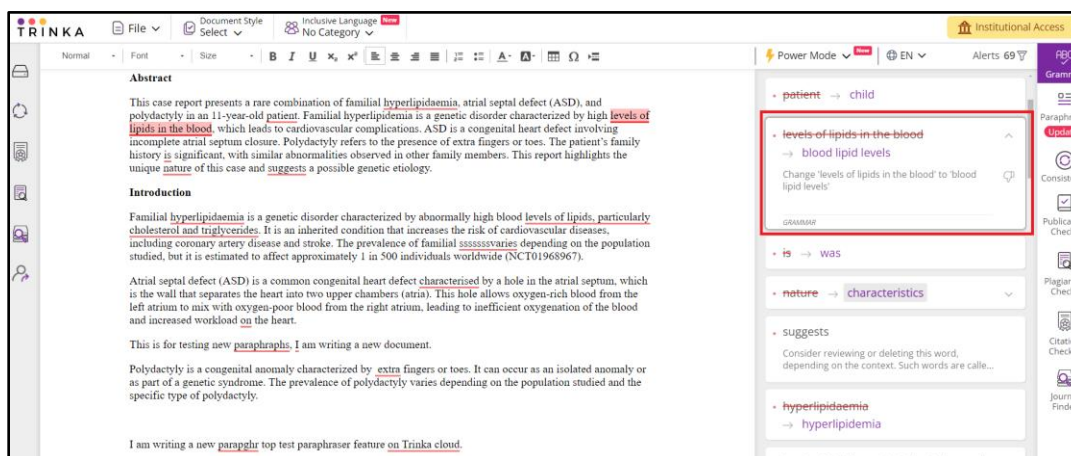 TRINKA
File
Document Style
Select
Inclusive Language New
No Category
Institutional Access
Normal
Font
Size
B I U x₂ x² A A Ω
Power Mode New
EN
Alerts 69
Abstract
This case report presents a rare combination of familial hyperlipidaemia, atrial septal defect (ASD), and
polydactyly in an 11-year-old patient. Familial hyperlipidemia is a genetic disorder characterized by high levels of
lipids in the blood, which leads to cardiovascular complications. ASD is a congenital heart defect involving
incomplete atrial septum closure. Polydactyly refers to the presence of extra fingers or toes. The patient's family
history is significant, with similar abnormalities observed in other family members. This report highlights the
unique nature of this case and suggests a possible genetic etiology.
Introduction
Familial hyperlipidaemia is a genetic disorder characterized by abnormally high blood levels of lipids, particularly
cholesterol and triglycerides. It is an inherited condition that increases the risk of cardiovascular diseases,
including coronary artery disease and stroke. The prevalence of familial sssssssvaries depending on the population
studied, but it is estimated to affect approximately 1 in 500 individuals worldwide (NCT01968967).
Atrial septal defect (ASD) is a common congenital heart defect characterised by a hole in the atrial septum, which
is the wall that separates the heart into two upper chambers (atria). This hole allows oxygen-rich blood from the
left atrium to mix with oxygen-poor blood from the right atrium, leading to inefficient oxygenation of the blood
and increased workload on the heart.
This is for testing new paraphraphs, I am writing a new document.
Polydactyly is a congenital anomaly characterized by extra fingers or toes. It can occur as an isolated anomaly or
as part of a genetic syndrome. The prevalence of polydactyly varies depending on the population studied and the
specific type of polydactyly.
I am writing a new parapghr top test paraphraser feature on Trinka cloud.
patient → child
levels of lipids in the blood
→ blood lipid levels
Change 'levels of lipids in the blood' to 'blood
lipid levels'
GRAMMAR
is → was
nature → characteristics
suggests
Consider reviewing or deleting this word,
depending on the context. Such words are calle...
hyperlipidaemia
→ hyperlipidemia
ABC
Gramm
Paraphr
Updat
Consiste
Publica
Chec
Plagiar
Chec
Citati
Check
Journ
Finde